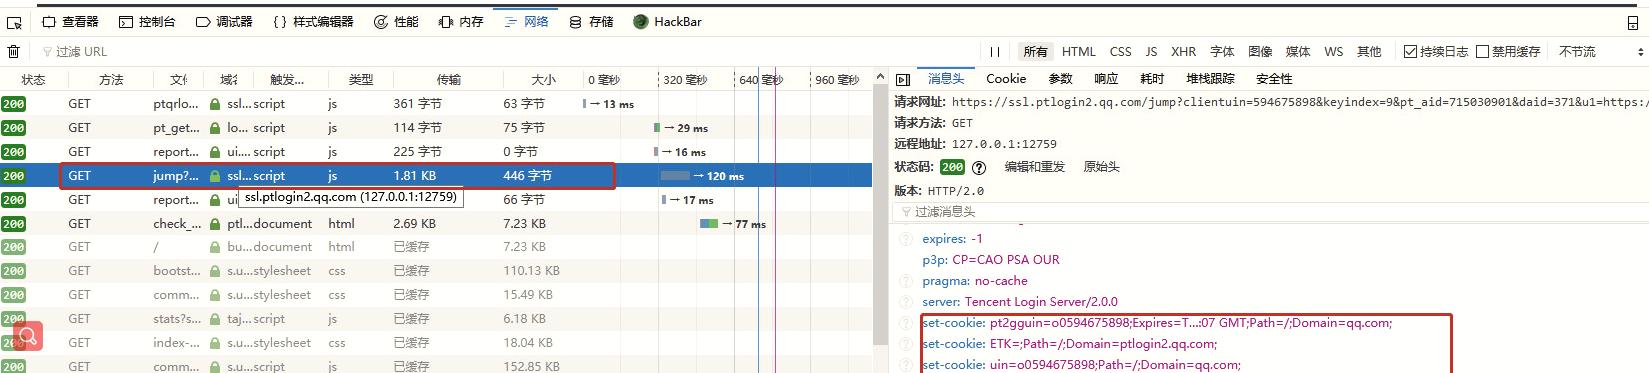 查看器 控制台 调试器 {} 样式编辑器 性能 内存 网络 存储 HackBar
过滤 URL 所有 HTML CSS JS XHR 字体 图像 媒体 WS 其他 持续日志 禁用缓存 不节流
状态 方法 域名 触发... 类型 传输 大小 0 毫秒 320 毫秒 640 毫秒 960 毫秒
消息头 Cookie 参数 响应 耗时 堆栈跟踪 安全性
200 GET ptqrlo... ssl... script js 361 字节 63 字节 → 13 ms
200 GET pt_get... lo... script js 114 字节 75 字节 → 29 ms
200 GET report... ui... script js 225 字节 0 字节 → 16 ms
200 GET jump?... ssl... script js 1.81 KB 446 字节 → 120 ms
ssl.ptlogin2.qq.com (127.0.0.1:12759)
200 GET report... ui 66 字节 → 17 ms
200 GET check_... ptl... document html 2.69 KB 7.23 KB → 77 ms
200 GET / bu... document html 已缓存 7.23 KB
200 GET bootst... s.u... stylesheet css 已缓存 110.13 KB
200 GET comm... s.u... stylesheet css 已缓存 15.49 KB
200 GET stats?s... taj... script js 已缓存 6.18 KB
200 GET index-... s.u... stylesheet css 已缓存 18.04 KB
200 GET comm... s.u... script js 已缓存 152.85 KB
请求网址: https://ssl.ptlogin2.qq.com/jump?clientuin=594675898&keyindex=9&pt_aid=715030901&daid=371&u1=https:/
请求方法: GET
远程地址: 127.0.0.1:12759
状态码: 200 ? 编辑和重发 原始头
版本: HTTP/2.0
过滤消息头
expires: -1
p3p: CP=CAO PSA OUR
pragma: no-cache
server: Tencent Login Server/2.0.0
set-cookie: pt2gguin=o0594675898;Expires=T...:07 GMT;Path=/;Domain=qq.com;
set-cookie: ETK=;Path=/;Domain=ptlogin2.qq.com;
set-cookie: uin=o0594675898;Path=/;Domain=qq.com;